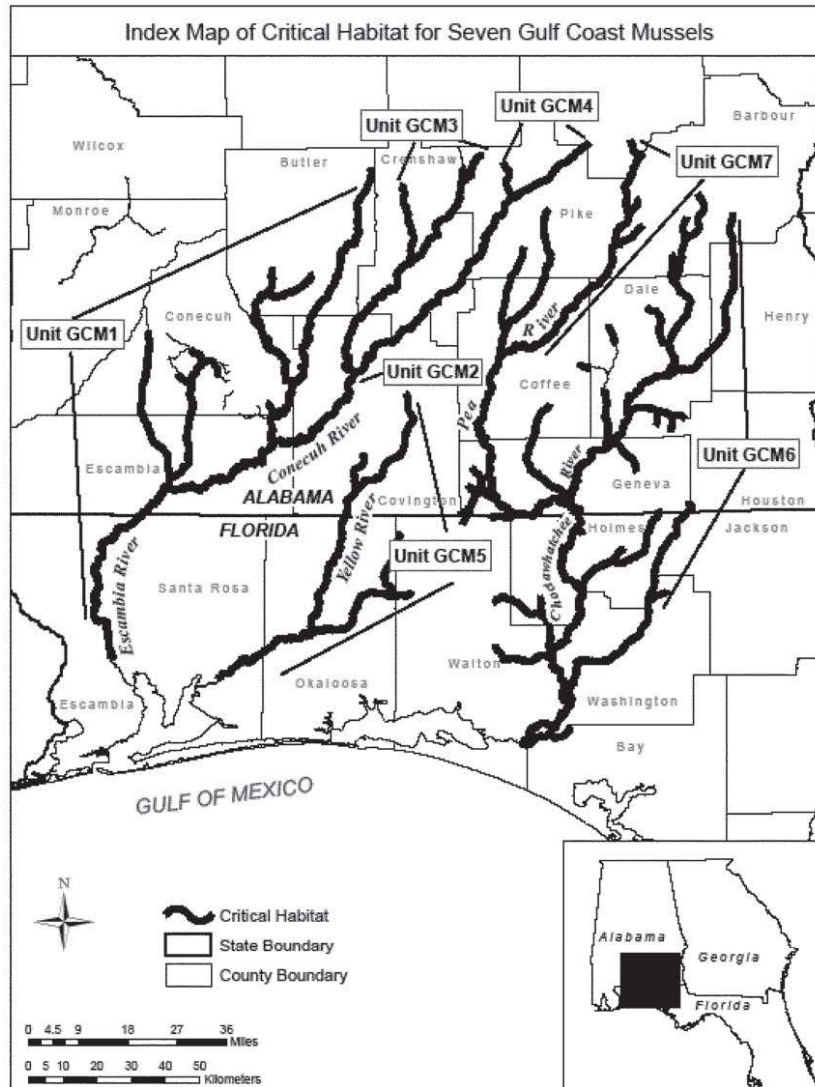 Index Map of Critical Habitat for Seven Gulf Coast Mussels
Unit GCM3
Unit GCM4
Barbour
Wilcox
Butler
Crenshaw
Unit GCM7
Monroe
Pike
Conecuh
Dale
Unit GCM1
River
Henry
Unit GCM2
Coffee
Pea
Conecuh River
River
Escambia
Unit GCM6
Geneva
ALABAMA
Covington
Houston
FLORIDA
Holmes
Jackson
Yellow River
Unit GCM5
Choctawhatchee
Escambia River
Santa Rosa
Walton
Okaloosa
Escambia
Washington
Bay
GULF OF MEXICO
N
Critical Habitat
State Boundary
County Boundary
Alabama
Georgia
Florida
0 4.5 9 18 27 36
Miles
0 5 10 20 30 40 50
Kilometers